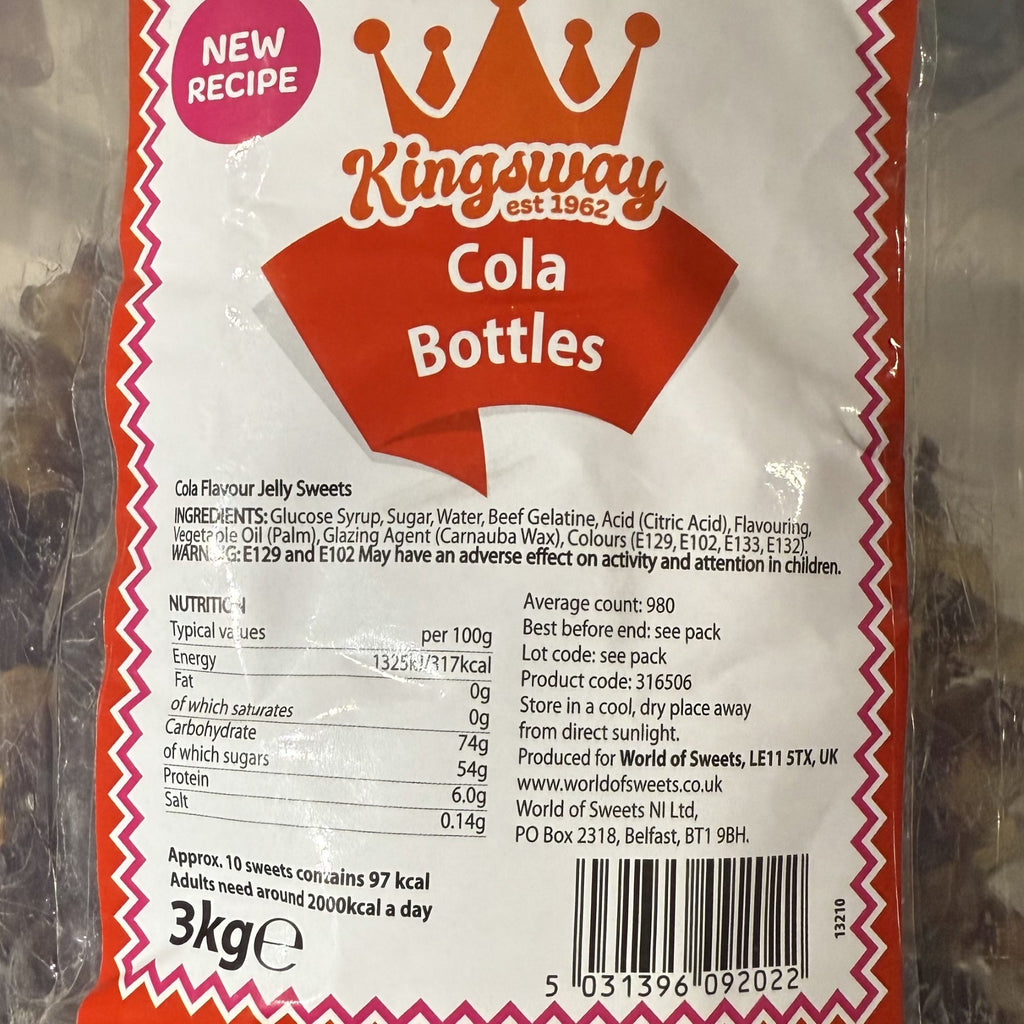 NEW
RECIPE
Kingsway
est 1962
Cola
Bottles
Cola Flavour Jelly Sweets
INGREDIENTS: Glucose Syrup, Sugar, Water, Beef Gelatine, Acid (Citric Acid), Flavouring,
Vegetable Oil (Palm), Glazing Agent (Carnauba Wax), Colours (E129, E102, E133, E132).
WARNING: E129 and E102 May have an adverse effect on activity and attention in children.
NUTRITION
Typical values per 100g
Energy 1325kJ/317kcal
Fat 0g
of which saturates 0g
Carbohydrate 74g
of which sugars 54g
Protein 6.0g
Salt 0.14g
Approx. 10 sweets contains 97 kcal
Adults need around 2000kcal a day
3kg℮
Average count: 980
Best before end: see pack
Lot code: see pack
Product code: 316506
Store in a cool, dry place away
from direct sunlight.
Produced for World of Sweets, LE11 5TX, UK
www.worldofsweets.co.uk
World of Sweets NI Ltd,
PO Box 2318, Belfast, BT1 9BH.
13210
5 031396 092022